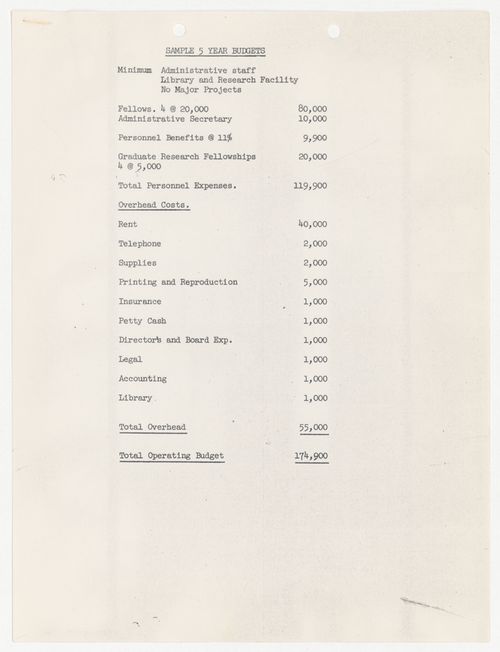 SAMPLE 5 YEAR BUDGETS
Minimum Administrative staff
Library and Research Facility
No Major Projects
Fellows. 4 @ 20,000 80,000
Administrative Secretary 10,000
Personnel Benefits @ 11% 9,900
Graduate Research Fellowships 20,000
4 @ 5,000
Total Personnel Expenses. 119,900
Overhead Costs.
Rent 40,000
Telephone 2,000
Supplies 2,000
Printing and Reproduction 5,000
Insurance 1,000
Petty Cash 1,000
Director's and Board Exp. 1,000
Legal 1,000
Accounting 1,000
Library 1,000
Total Overhead 55,000
Total Operating Budget 174,900